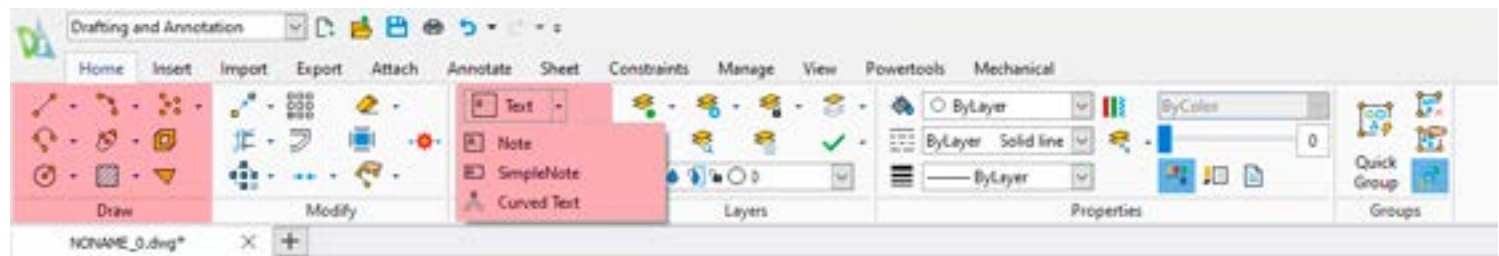 Drafting and Annotation
Home Insert Import Export Attach Annotate Sheet Constraints Manage View Powertools Mechanical
Text
Note
SimpleNote
Curved Text
ByLayer
ByLayer Solid line
ByLayer
ByColor
0
0
Quick
Group
Draw Modify Layers Properties Groups
NONAME_0.dwg*